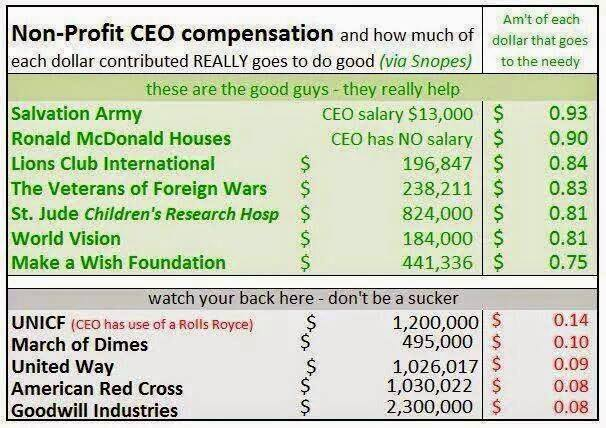 Non-Profit CEO compensation and how much of
each dollar contributed REALLY goes to do good (via Snopes)
Am't of each
dollar that goes
to the needy
these are the good guys - they really help
Salvation Army CEO salary $13,000 $ 0.93
Ronald McDonald Houses CEO has NO salary $ 0.90
Lions Club International $ 196,847 $ 0.84
The Veterans of Foreign Wars $ 238,211 $ 0.83
St. Jude Children's Research Hosp $ 824,000 $ 0.81
World Vision $ 184,000 $ 0.81
Make a Wish Foundation $ 441,336 $ 0.75
watch your back here - don't be a sucker
UNICF (CEO has use of a Rolls Royce) $ 1,200,000 $ 0.14
March of Dimes $ 495,000 $ 0.10
United Way $ 1,026,017 $ 0.09
American Red Cross $ 1,030,022 $ 0.08
Goodwill Industries $ 2,300,000 $ 0.08